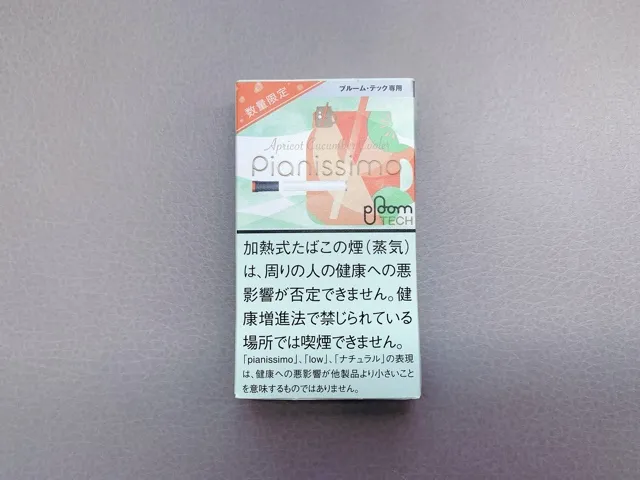 数量限定
プルーム・テック専用
Apricot Cucumber Cooler
Pianissimo
ploom
TECH
加熱式たばこの煙(蒸気)
は、周りの人の健康への悪
影響が否定できません。健
康増進法で禁じられている
場所では喫煙できません。
「pianissimo」、「low」、「ナチュラル」の表現
は、健康への悪影響が他製品より小さいこと
を意味するものではありません。